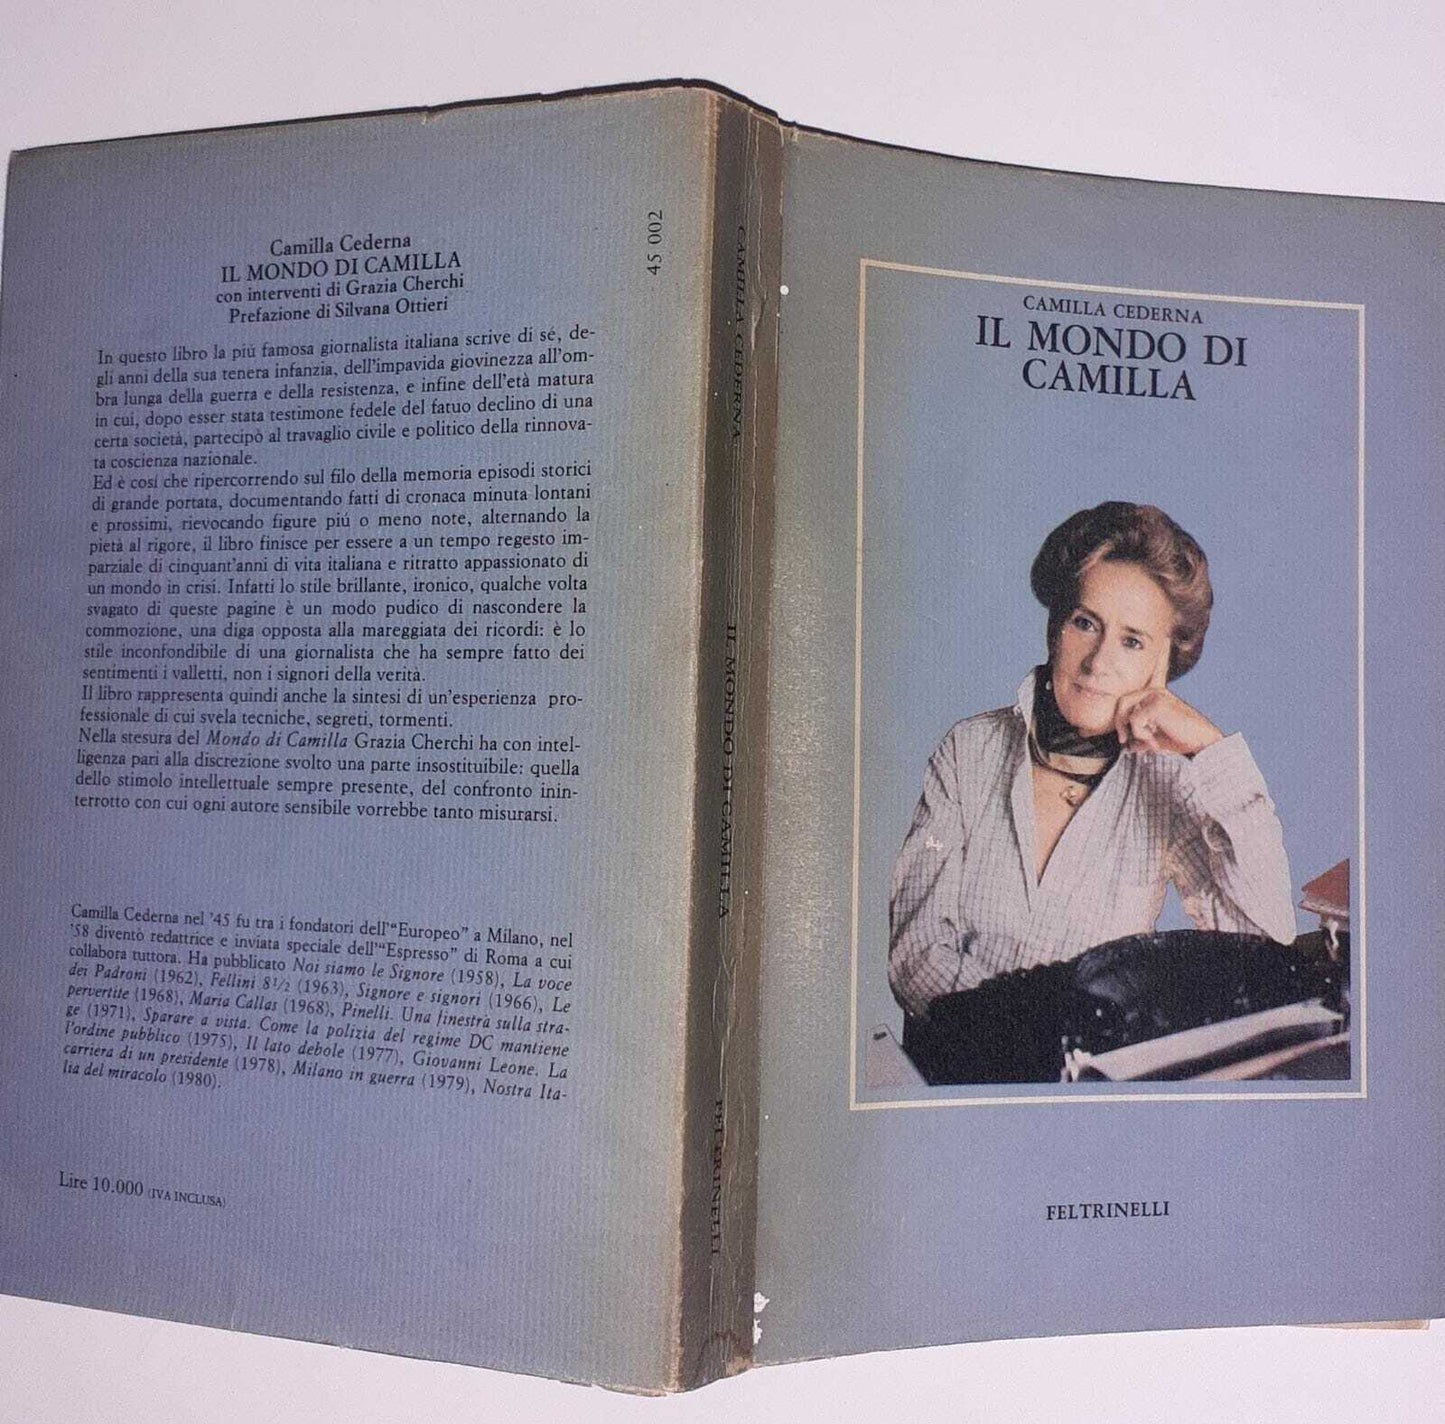 Camilla Cederna
IL MONDO DI CAMILLA
con interventi di Grazia Cherchi
Prefazione di Silvana Ottieri
In questo libro la piú famosa giornalista italiana scrive di sé, de-
gli anni della sua tenera infanzia, dell'impavida giovinezza all'om-
bra lunga della guerra e della resistenza, e infine dell'età matura
in cui, dopo esser stata testimone fedele del fatuo declino di una
certa società, partecipò al travaglio civile e politico della rinnova-
ta coscienza nazionale.
Ed è cosí che ripercorrendo sul filo della memoria episodi storici
di grande portata, documentando fatti di cronaca minuta lontani
e prossimi, rievocando figure piú o meno note, alternando la
pietà al rigore, il libro finisce per essere a un tempo regesto im-
parziale di cinquant'anni di vita italiana e ritratto appassionato di
un mondo in crisi. Infatti lo stile brillante, ironico, qualche volta
svagato di queste pagine è un modo pudico di nascondere la
commozione, una diga opposta alla mareggiata dei ricordi: è lo
stile inconfondibile di una giornalista che ha sempre fatto dei
sentimenti i valletti, non i signori della verità.
Il libro rappresenta quindi anche la sintesi di un'esperienza pro-
fessionale di cui svela tecniche, segreti, tormenti.
Nella stesura del Mondo di Camilla Grazia Cherchi ha con intel-
ligenza pari alla discrezione svolto una parte insostituibile: quella
dello stimolo intellettuale sempre presente, del confronto inin-
terrotto con cui ogni autore sensibile vorrebbe tanto misurarsi.
Camilla Cederna nel '45 fu tra i fondatori dell'"Europeo" a Milano, nel
'58 diventò redattrice e inviata speciale dell'"Espresso" di Roma a cui
collabora tuttora. Ha pubblicato Noi siamo le Signore (1958), La voce
dei Padroni (1962), Fellini 8½ (1963), Signore e signori (1966), Le
pervertite (1968), Maria Callas (1968), Pinelli. Una finestra sulla stra-
ge (1971), Sparare a vista. Come la polizia del regime DC mantiene
l'ordine pubblico (1975), Il lato debole (1977), Giovanni Leone. La
carriera di un presidente (1978), Milano in guerra (1979), Nostra Ita-
lia del miracolo (1980).
Lire 10.000 (IVA INCLUSA)
45 002
CAMILLA CEDERNA
IL MONDO DI CAMILLA
FELTRINELLI
CAMILLA CEDERNA
IL MONDO DI
CAMILLA
FELTRINELLI